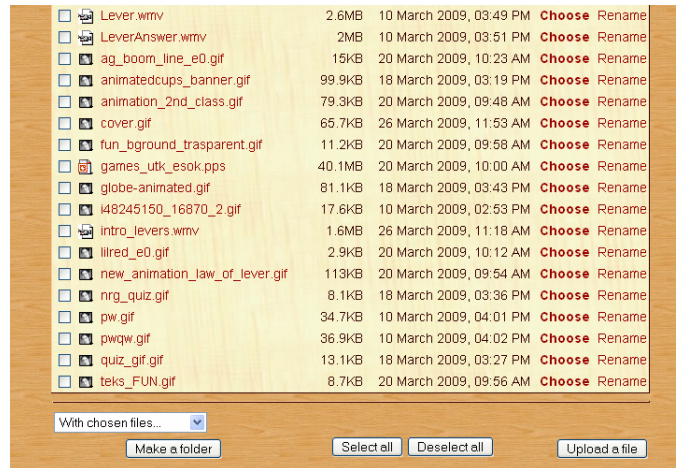 Lever.wmv 2.6MB 10 March 2009, 03:49 PM Choose Rename
LeverAnswer.wmv 2MB 10 March 2009, 03:51 PM Choose Rename
ag_boom_line_e0.gif 15KB 20 March 2009, 10:23 AM Choose Rename
animatedcups_banner.gif 99.9KB 18 March 2009, 03:19 PM Choose Rename
animation_2nd_class.gif 79.3KB 20 March 2009, 09:48 AM Choose Rename
cover.gif 65.7KB 26 March 2009, 11:53 AM Choose Rename
fun_bground_trasparent.gif 11.2KB 20 March 2009, 09:58 AM Choose Rename
games_utk_esok.pps 40.1MB 20 March 2009, 10:00 AM Choose Rename
globe-animated.gif 81.1KB 18 March 2009, 03:43 PM Choose Rename
i48245150_16870_2.gif 17.6KB 10 March 2009, 02:53 PM Choose Rename
intro_levers.wmv 1.6MB 26 March 2009, 11:18 AM Choose Rename
lilred_e0.gif 2.9KB 20 March 2009, 10:12 AM Choose Rename
new_animation_law_of_lever.gif 113KB 20 March 2009, 09:54 AM Choose Rename
nrg_quiz.gif 8.1KB 18 March 2009, 03:36 PM Choose Rename
pw.gif 34.7KB 10 March 2009, 04:01 PM Choose Rename
pwqw.gif 36.9KB 10 March 2009, 04:02 PM Choose Rename
quiz_gif.gif 13.1KB 18 March 2009, 03:27 PM Choose Rename
teks_FUN.gif 8.7KB 20 March 2009, 09:56 AM Choose Rename
With chosen files...
Make a folder Select all Deselect all Upload a file